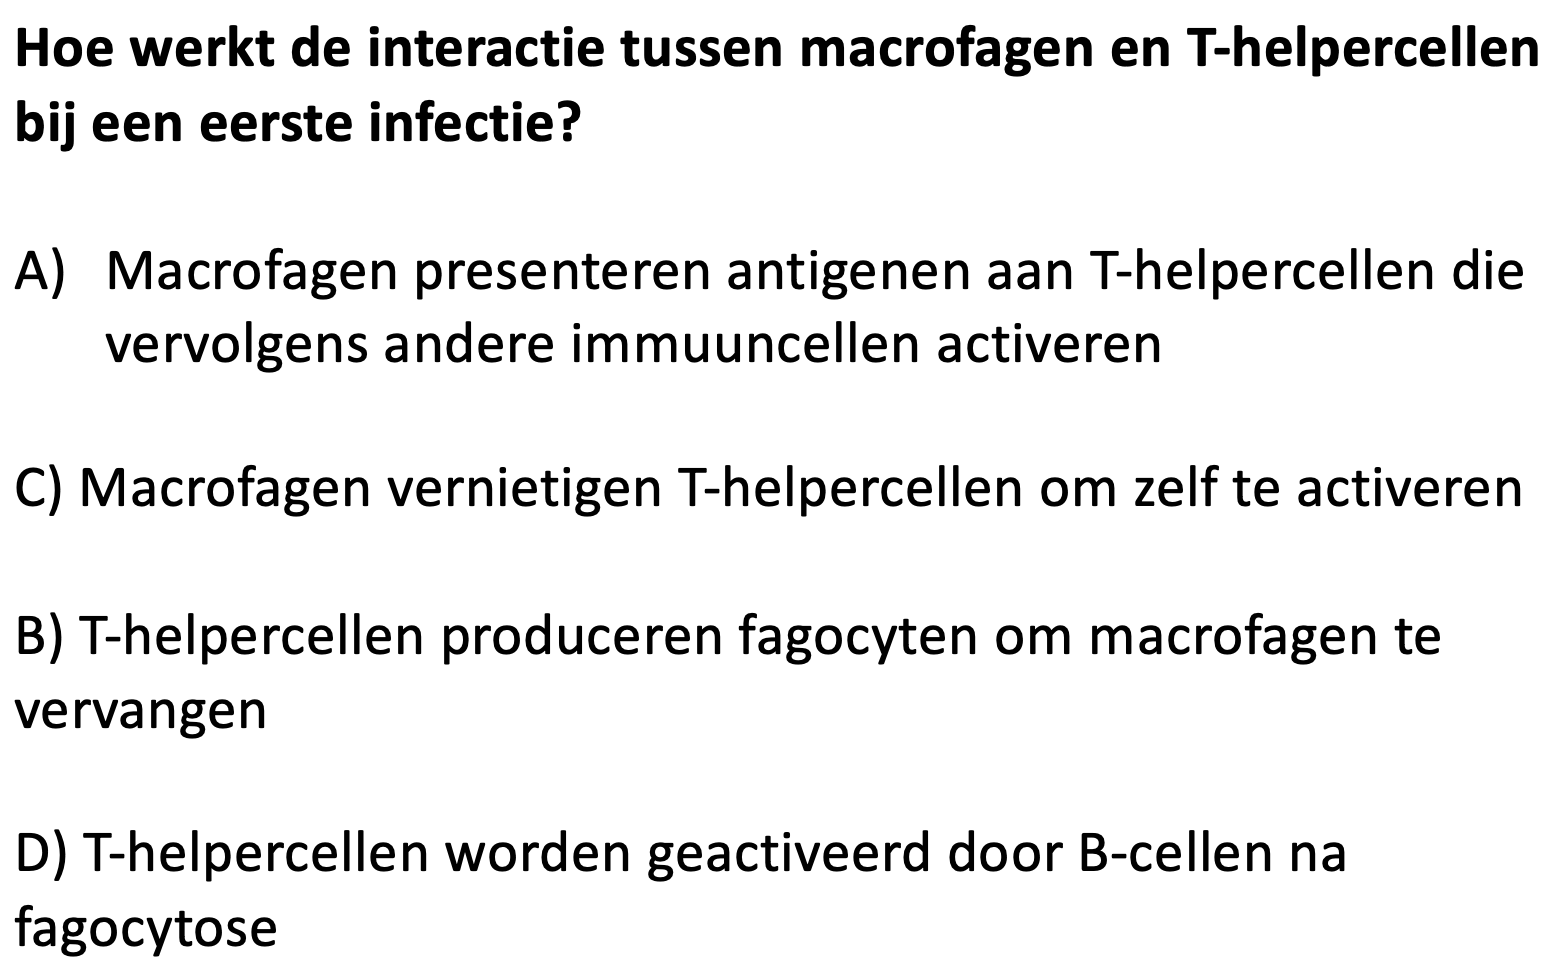 Hoe werkt de interactie tussen macrofagen en T-helpercellen
bij een eerste infectie?
A) Macrofagen presenteren antigenen aan T-helpercellen die
vervolgens andere immuuncellen activeren
C) Macrofagen vernietigen T-helpercellen om zelf te activeren
B) T-helpercellen produceren fagocyten om macrofagen te
vervangen
D) T-helpercellen worden geactiveerd door B-cellen na
fagocytose